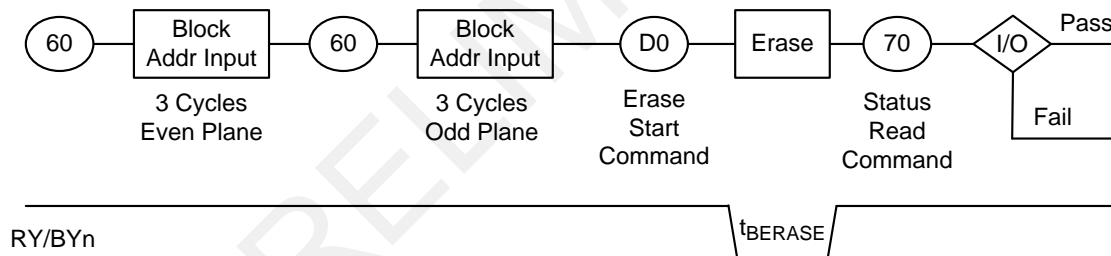 60
Block
Addr Input
60
Block
Addr Input
D0
Erase
70
I/O
Pass
3 Cycles
Even Plane
3 Cycles
Odd Plane
Erase
Start
Command
Status
Read
Command
Fail
RY/BYn
tBERASE
RELIM